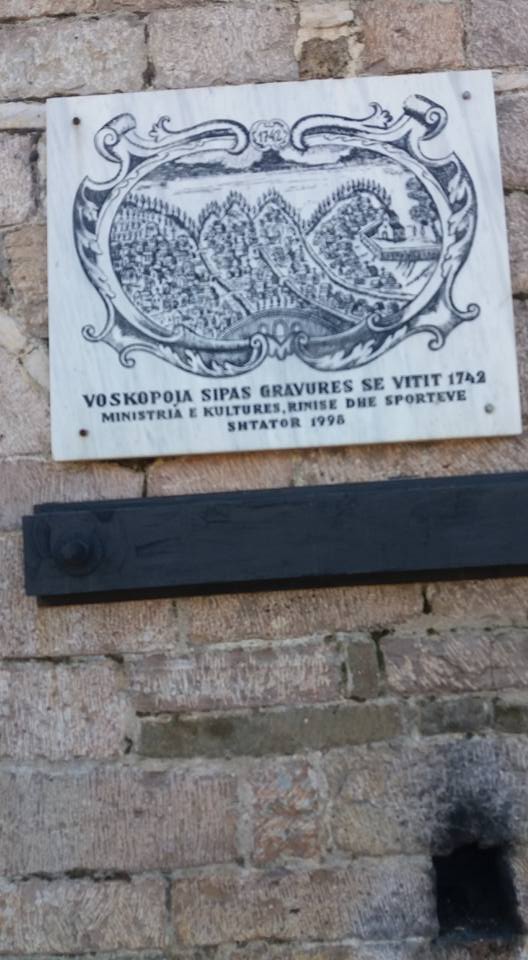 1742
VOSKOPOJA SIPAS GRAVURES SE VITIT 1742
MINISTRIA E KULTURES, RINISE DHE SPORTEVE
SHTATOR 1998